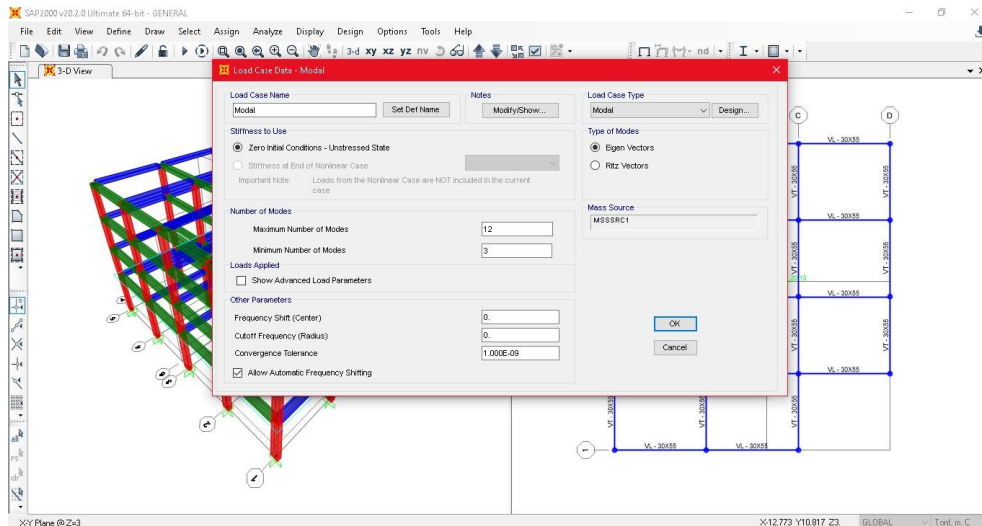 SAP2000 v20.2.0 Ultimate 64-bit - GENERAL
File Edit View Define Draw Select Assign Analyze Display Design Options Tools Help
3-d xy xz yz nv
nd
3-D View
Load Case Data - Modal
Load Case Name
Modal
Set Def Name
Notes
Modify/Show...
Load Case Type
Modal
Design...
Stiffness to Use
Zero Initial Conditions - Unstressed State
Stiffness at End of Nonlinear Case
Important Note: Loads from the Nonlinear Case are NOT included in the current
case
Type of Modes
Eigen Vectors
Ritz Vectors
Number of Modes
Maximum Number of Modes 12
Minimum Number of Modes 3
Mass Source
MSSSRC1
Loads Applied
Show Advanced Load Parameters
Other Parameters
Frequency Shift (Center) 0.
Cutoff Frequency (Radius) 0.
Convergence Tolerance 1.000E-09
Allow Automatic Frequency Shifting
OK
Cancel
C D
VL - 30X55
VT - 30X55 VT - 30X55
VL - 30X55
VT - 30X55 VT - 30X55
VL - 30X55
VT - 30X55 VT - 30X55
VL - 30X55
VT - 30X55 VT - 30X55 VT - 30X55
VL - 30X55 VL - 30X55
all
ps
clr
X-Y Plane @ Z=3
X-12.773 Y10.817 Z3.
GLOBAL
Tonf, m, C